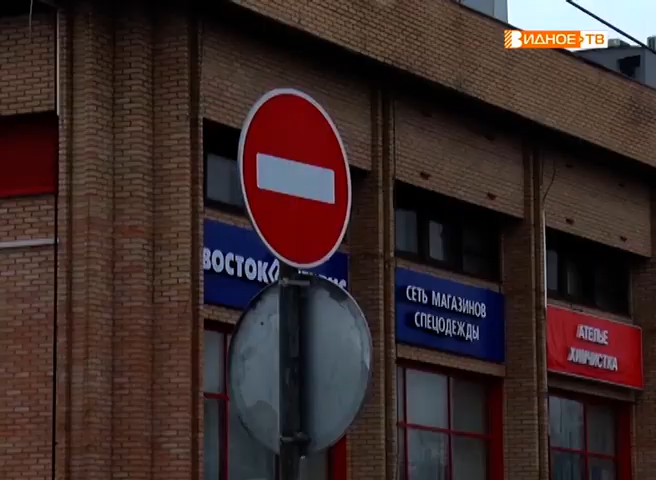 ВИДНОЕ-ТВ
ВОСТОК
СЕТЬ МАГАЗИНОВ
СПЕЦОДЕЖДЫ
АТЕЛЬЕ
ХИМЧИСТКА